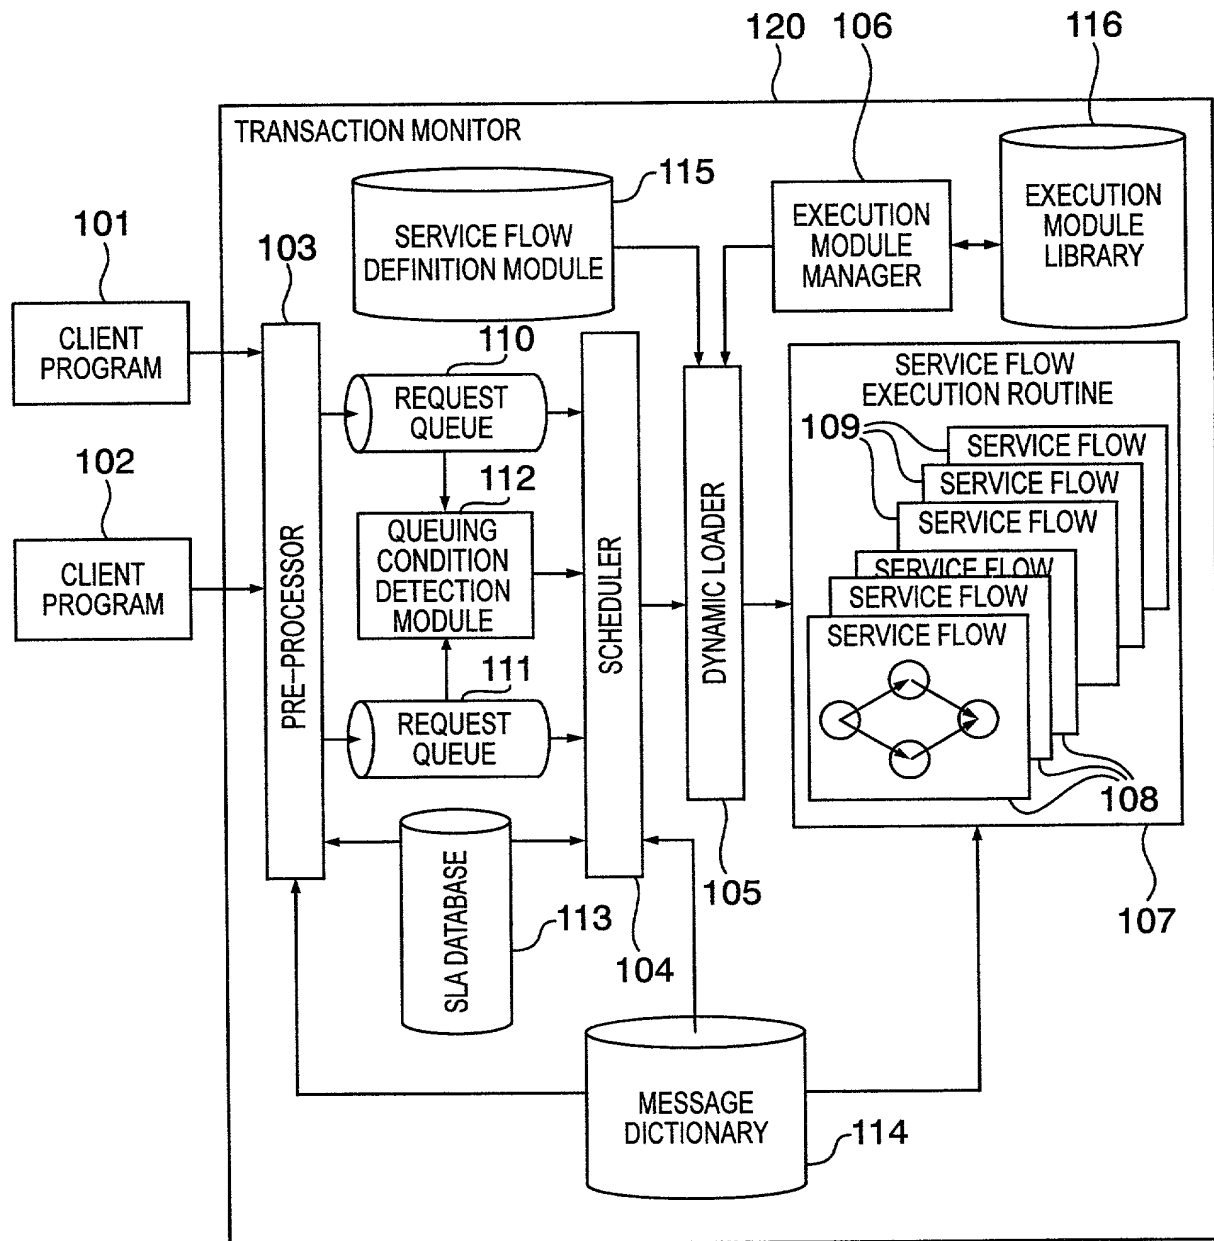 120
106
116
TRANSACTION MONITOR
115
SERVICE FLOW
DEFINITION MODULE
EXECUTION
MODULE
MANAGER
EXECUTION
MODULE
LIBRARY
101
103
CLIENT
PROGRAM
110
REQUEST
QUEUE
SERVICE FLOW
EXECUTION ROUTINE
109
SERVICE FLOW
SERVICE FLOW
SERVICE FLOW
SERVICE FLOW
SERVICE FLOW
SERVICE FLOW
102
CLIENT
PROGRAM
112
QUEUING
CONDITION
DETECTION
MODULE
PRE-PROCESSOR
SCHEDULER
DYNAMIC LOADER
111
REQUEST
QUEUE
108
105
107
SLA DATABASE
113
104
MESSAGE
DICTIONARY
114